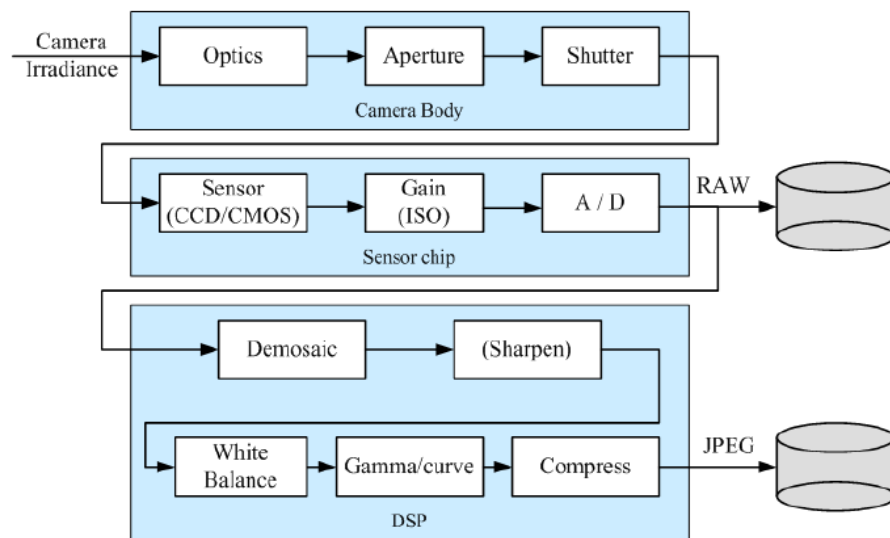 Camera
Irradiance
Optics
Aperture
Shutter
Camera Body
Sensor
(CCD/CMOS)
Gain
(ISO)
A / D
RAW
Sensor chip
Demosaic
(Sharpen)
White
Balance
Gamma/curve
Compress
JPEG
DSP